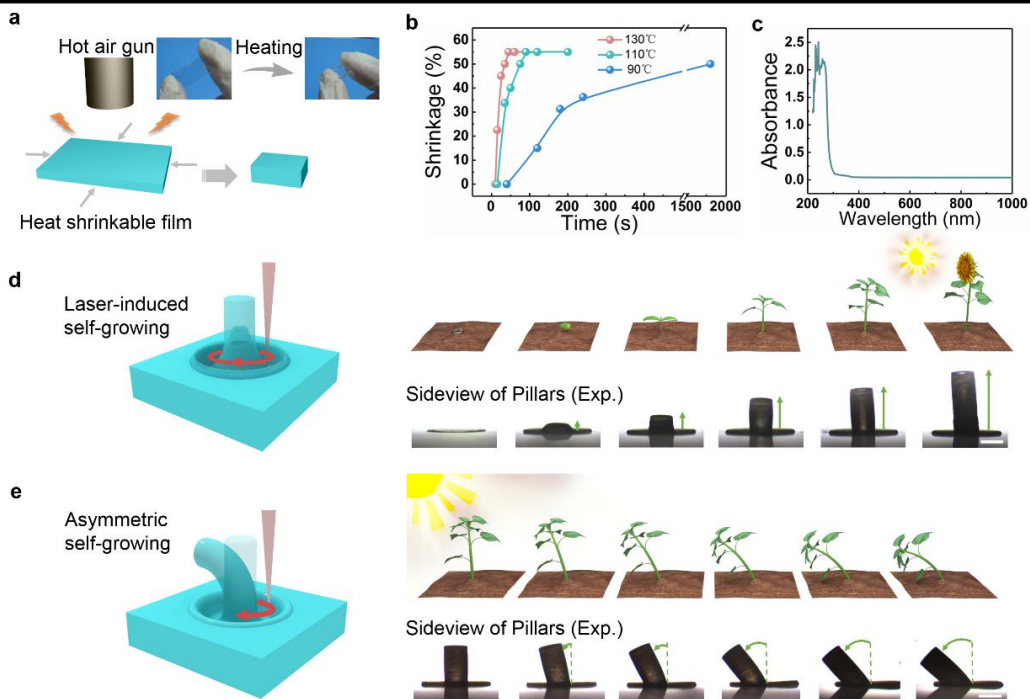 a
Hot air gun
Heating
Heat shrinkable film
b
Shrinkage (%)
60
50
40
30
20
10
0
130℃
110℃
90℃
0 50 100 150 200 1500 2000
Time (s)
c
Absorbance
2.5
2.0
1.5
1.0
0.5
0.0
200 400 600 800 1000
Wavelength (nm)
d
Laser-induced
self-growing
Sideview of Pillars (Exp.)
e
Asymmetric
self-growing
Sideview of Pillars (Exp.)